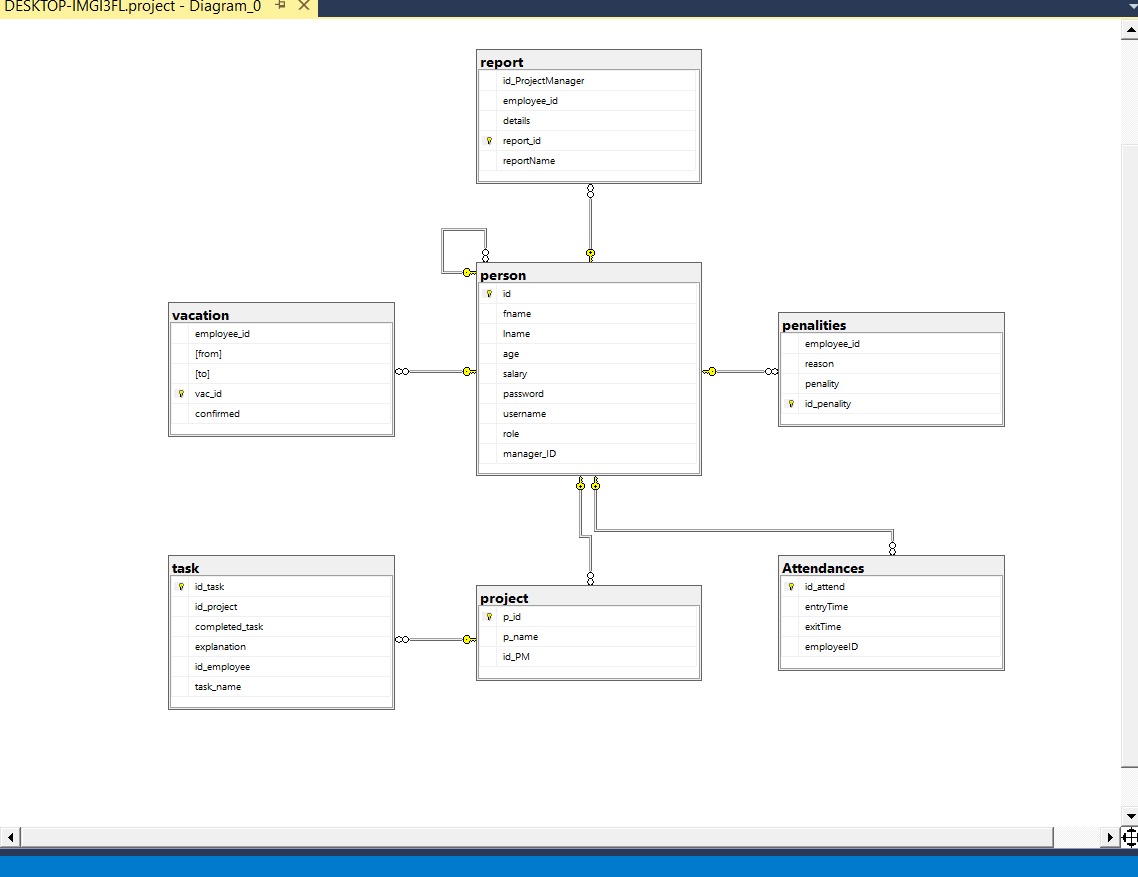 DESKTOP-IMGI3FL.project - Diagram_0
report
id_ProjectManager
employee_id
details
report_id
reportName
person
id
fname
lname
age
salary
password
username
role
manager_ID
vacation
employee_id
[from]
[to]
vac_id
confirmed
penalities
employee_id
reason
penality
id_penality
task
id_task
id_project
completed_task
explanation
id_employee
task_name
project
p_id
p_name
id_PM
Attendances
id_attend
entryTime
exitTime
employeeID